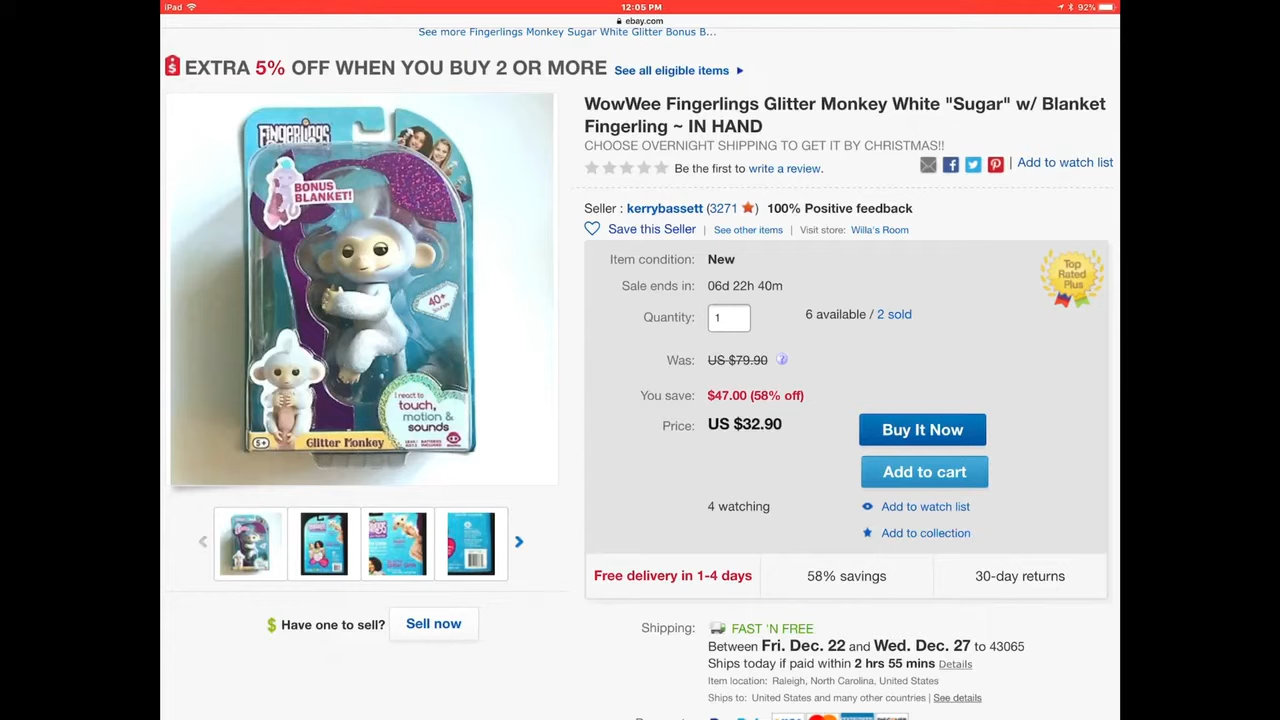 iPad
12:05 PM
92%
ebay.com
See more Fingerlings Monkey Sugar White Glitter Bonus B...
EXTRA 5% OFF WHEN YOU BUY 2 OR MORE See all eligible items
WowWee Fingerlings Glitter Monkey White "Sugar" w/ Blanket
Fingerling ~ IN HAND
CHOOSE OVERNIGHT SHIPPING TO GET IT BY CHRISTMAS!!
Be the first to write a review.
| Add to watch list
Seller : kerrybassett (3271 ) 100% Positive feedback
Save this Seller | See other items | Visit store: Willa's Room
Item condition: New
Top
Rated
Plus
Sale ends in: 06d 22h 40m
Quantity: 1 6 available / 2 sold
Was: US $79.90 ?
You save: $47.00 (58% off)
Price: US $32.90
Buy It Now
Add to cart
4 watching
Add to watch list
Add to collection
Free delivery in 1-4 days
58% savings
30-day returns
Shipping: FAST 'N FREE
Between Fri. Dec. 22 and Wed. Dec. 27 to 43065
Ships today if paid within 2 hrs 55 mins Details
Item location: Raleigh, North Carolina, United States
Ships to: United States and many other countries | See details
FINGERLINGS
BONUS
BLANKET!
40+
I react to
touch,
motion &
sounds
5+
Glitter Monkey
$ Have one to sell? Sell now